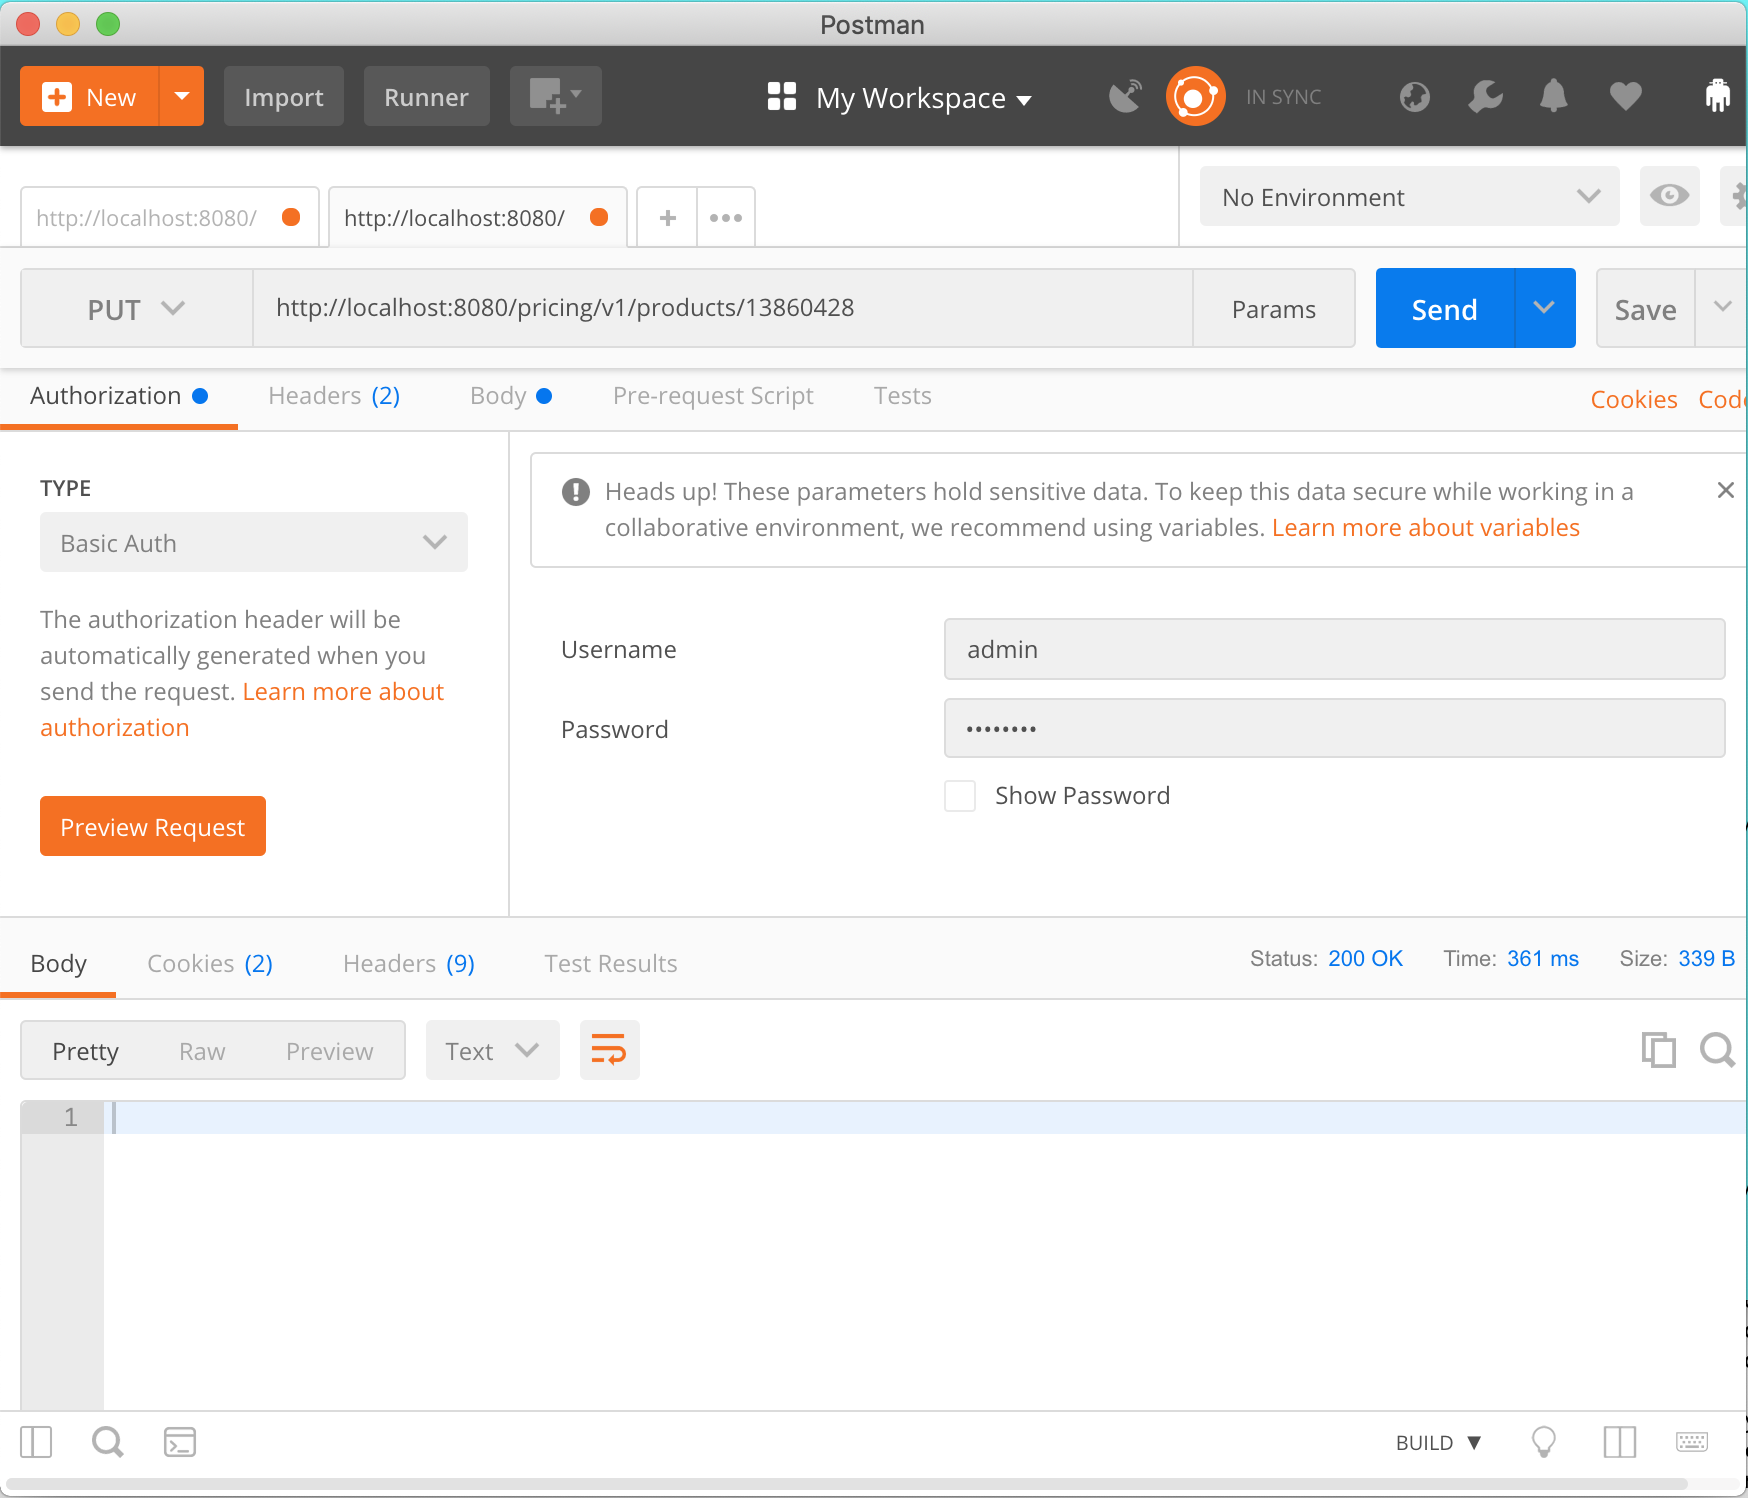 Postman
New
Import
Runner
My Workspace
IN SYNC
http://localhost:8080/
http://localhost:8080/
No Environment
PUT
http://localhost:8080/pricing/v1/products/13860428
Params
Send
Save
Authorization
Headers (2)
Body
Pre-request Script
Tests
Cookies
Code
TYPE
Basic Auth
The authorization header will be
automatically generated when you
send the request. Learn more about
authorization
Preview Request
Heads up! These parameters hold sensitive data. To keep this data secure while working in a
collaborative environment, we recommend using variables. Learn more about variables
Username
admin
Password
••••••••
Show Password
Body
Cookies (2)
Headers (9)
Test Results
Status: 200 OK
Time: 361 ms
Size: 339 B
Pretty
Raw
Preview
Text
1
BUILD